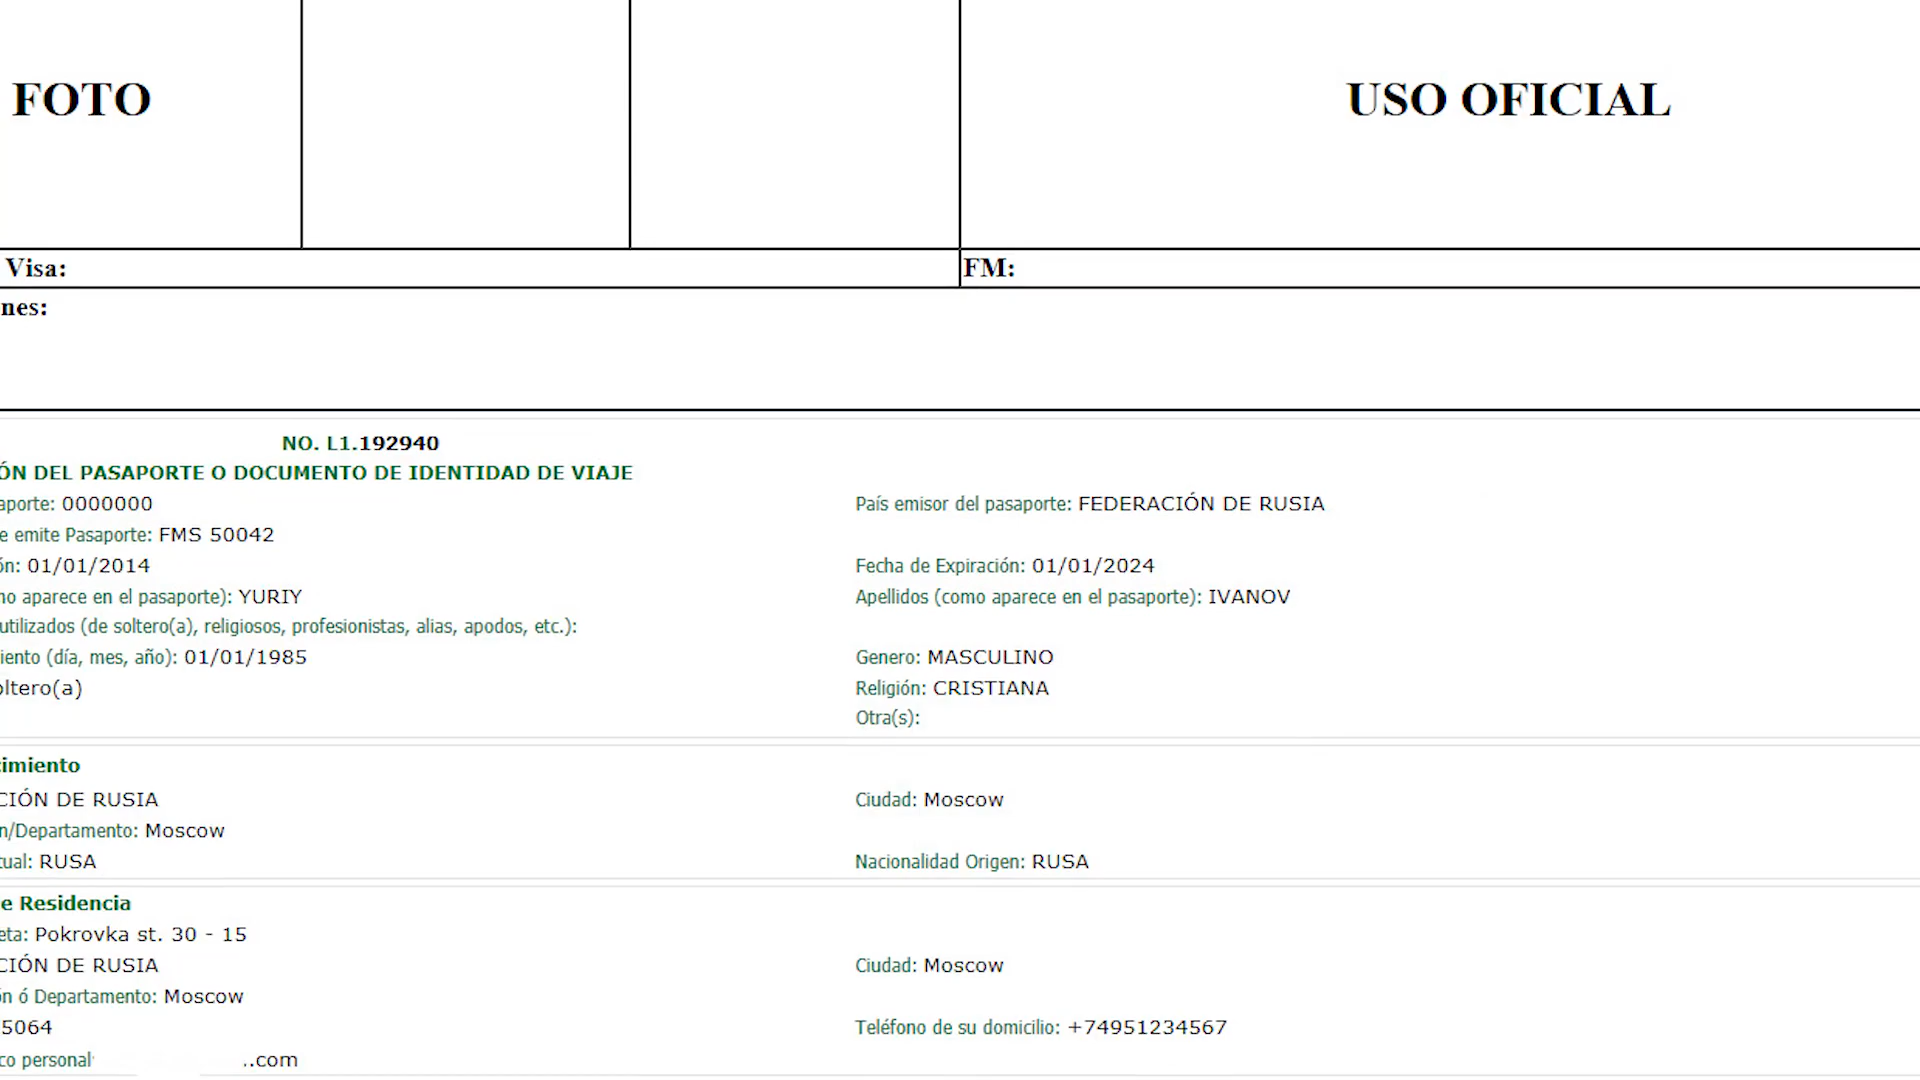 FOTO USO OFICIAL
Visa: FM:
nes:
NO. L1.192940
ÓN DEL PASAPORTE O DOCUMENTO DE IDENTIDAD DE VIAJE
aporte: 0000000 País emisor del pasaporte: FEDERACIÓN DE RUSIA
e emite Pasaporte: FMS 50042
ón: 01/01/2014 Fecha de Expiración: 01/01/2024
mo aparece en el pasaporte): YURIY Apellidos (como aparece en el pasaporte): IVANOV
utilizados (de soltero(a), religiosos, profesionistas, alias, apodos, etc.):
iento (día, mes, año): 01/01/1985 Genero: MASCULINO
oltero(a) Religión: CRISTIANA
Otra(s):
cimiento
CIÓN DE RUSIA Ciudad: Moscow
n/Departamento: Moscow
tual: RUSA Nacionalidad Origen: RUSA
e Residencia
eta: Pokrovka st. 30 - 15
CIÓN DE RUSIA Ciudad: Moscow
ón ó Departamento: Moscow
5064 Teléfono de su domicilio: +74951234567
co personal ..com